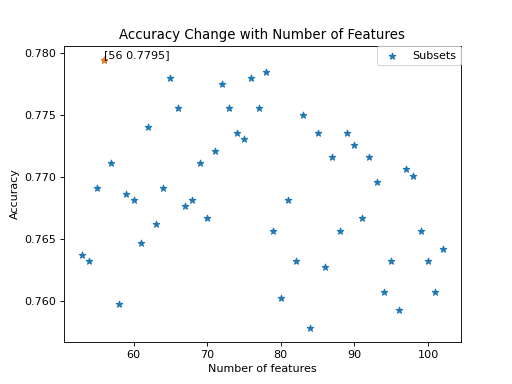 Accuracy Change with Number of Features
[56 0.7795]
Subsets
Accuracy
0.780
0.775
0.770
0.765
0.760
60 70 80 90 100
Number of features